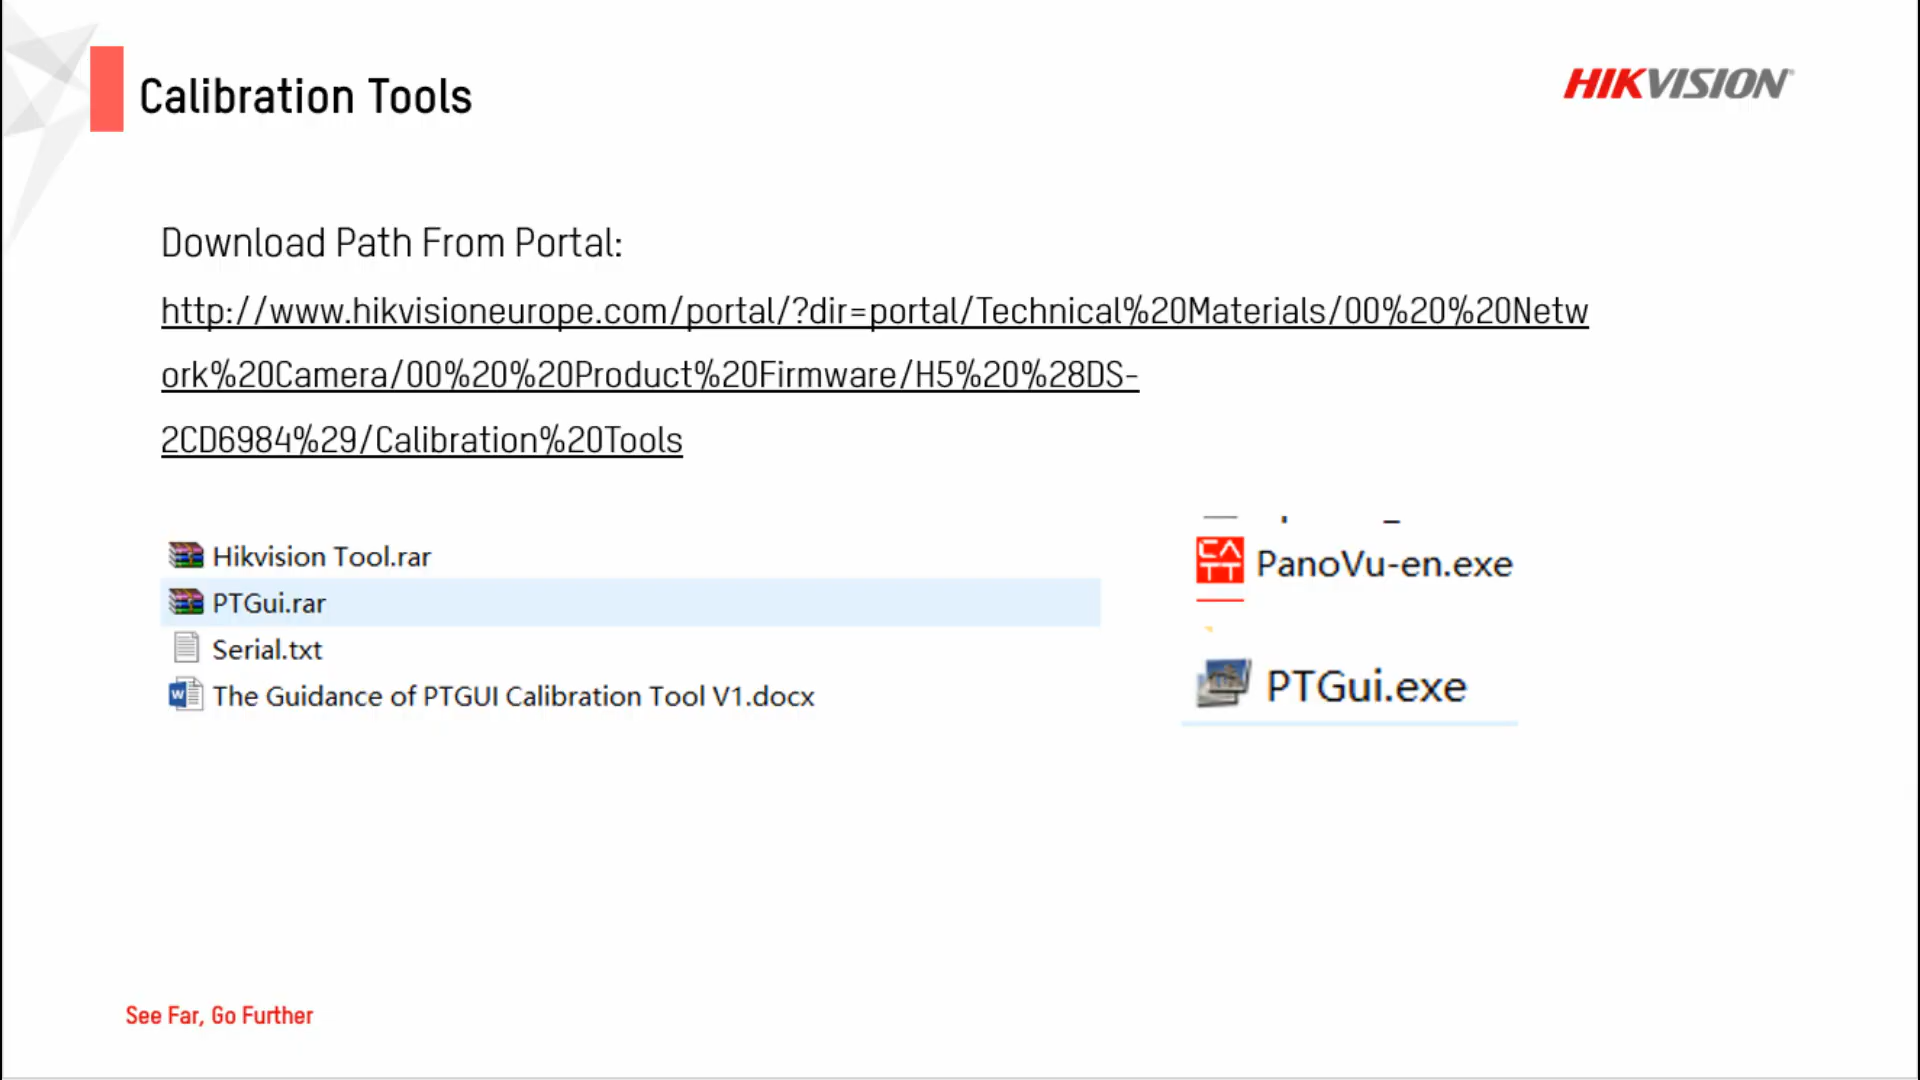 Calibration Tools
HIKVISION
Download Path From Portal:
http://www.hikvisioneurope.com/portal/?dir=portal/Technical%20Materials/00%20%20Netw
ork%20Camera/00%20%20Product%20Firmware/H5%20%28DS-
2CD6984%29/Calibration%20Tools
Hikvision Tool.rar
PTGui.rar
Serial.txt
The Guidance of PTGUI Calibration Tool V1.docx
CATT
PanoVu-en.exe
PTGui.exe
See Far, Go Further